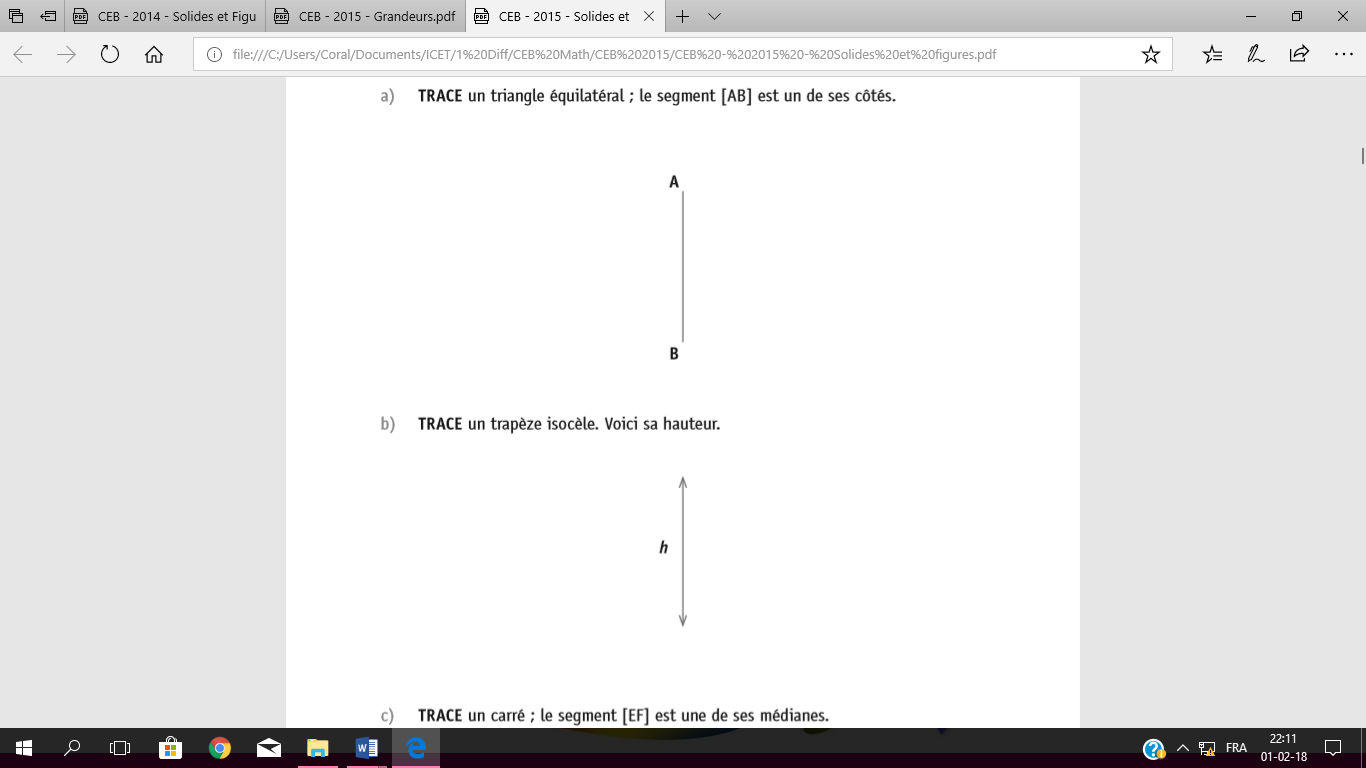 CEB - 2014 - Solides et Figu
CEB - 2015 - Grandeurs.pdf
CEB - 2015 - Solides et
file:///C:/Users/Coral/Documents/ICET/1%20Diff/CEB%20Math/CEB%202015/CEB%20-%202015%20-%20Solides%20et%20figures.pdf
a) TRACE un triangle équilatéral ; le segment [AB] est un de ses côtés.
A
B
b) TRACE un trapèze isocèle. Voici sa hauteur.
h
c) TRACE un carré ; le segment [EF] est une de ses médianes.
FRA
22:11
01-02-18